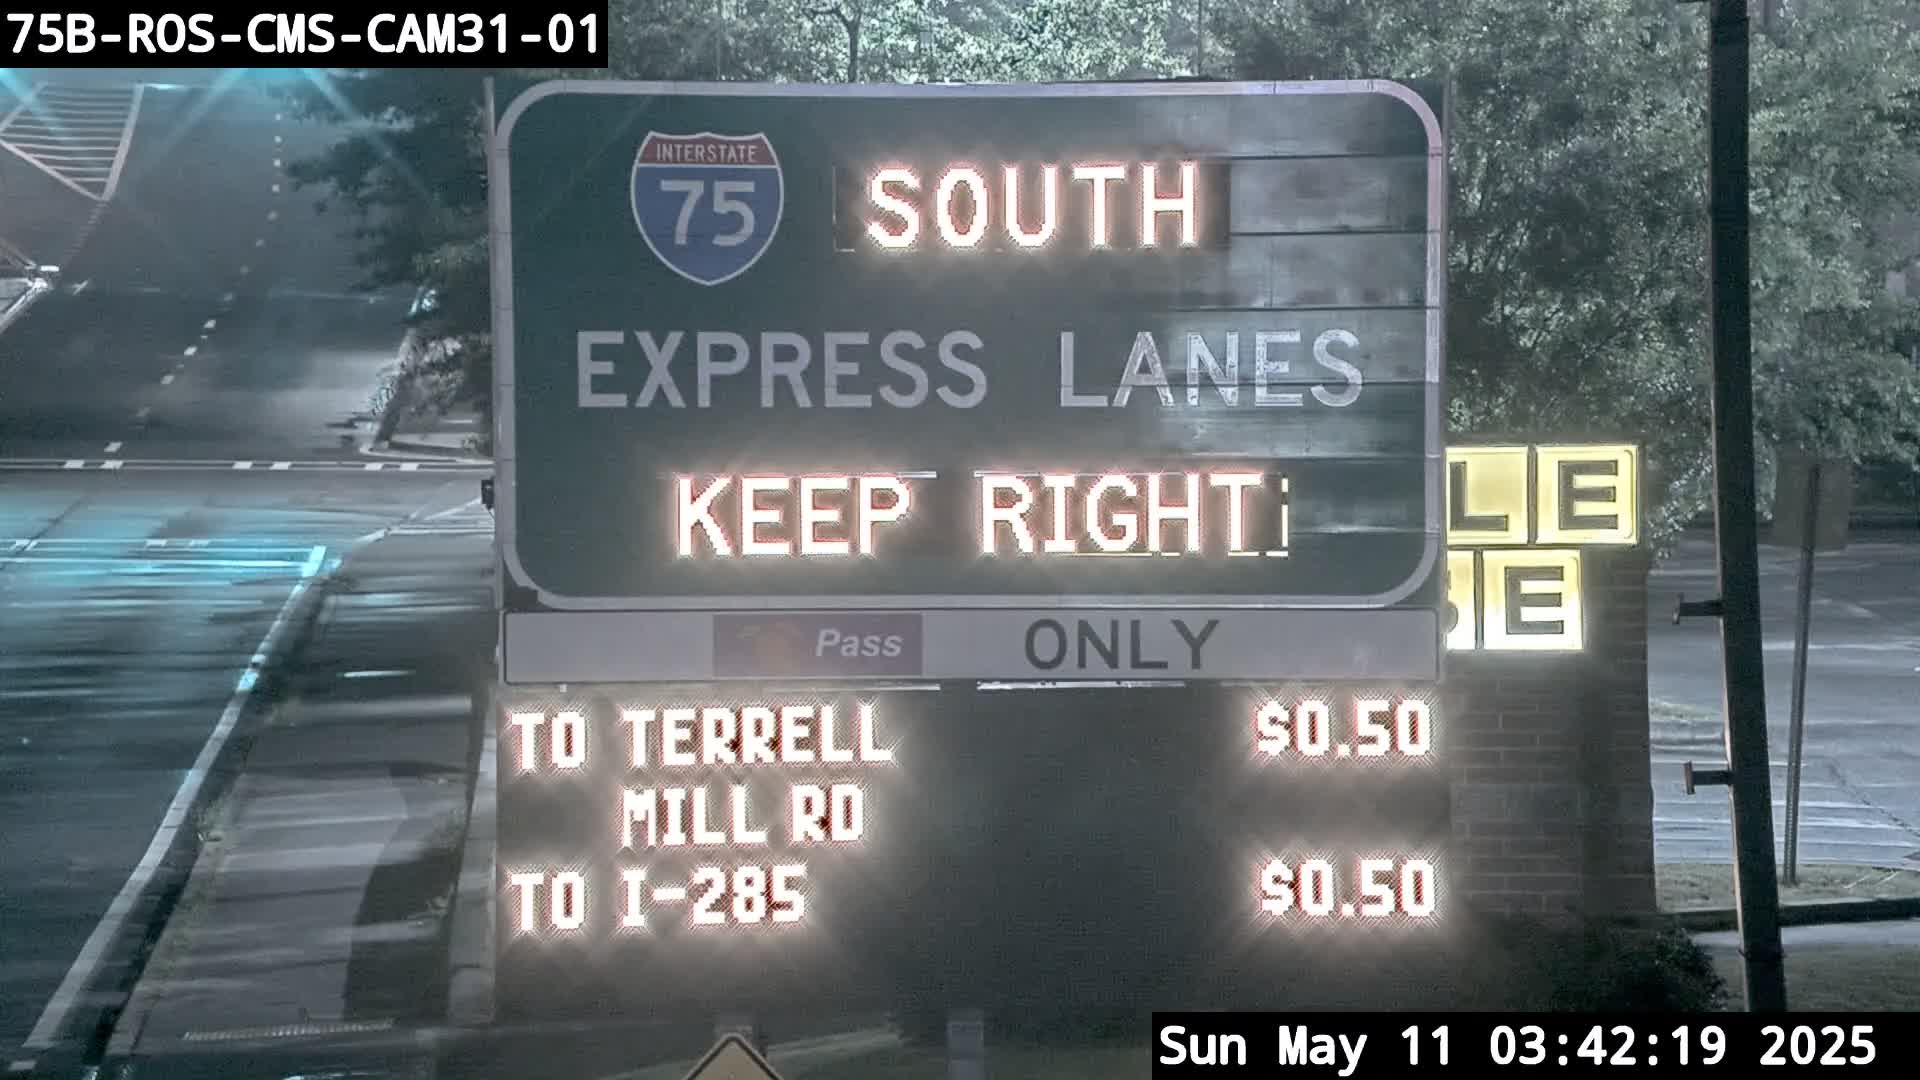 75B-ROS-CMS-CAM31-01
INTERSTATE
75
SOUTH
EXPRESS LANES
KEEP RIGHT
Pass ONLY
TO TERRELL $0.50
MILL RD
TO I-285 $0.50
LE
E
Sun May 11 03:42:19 2025